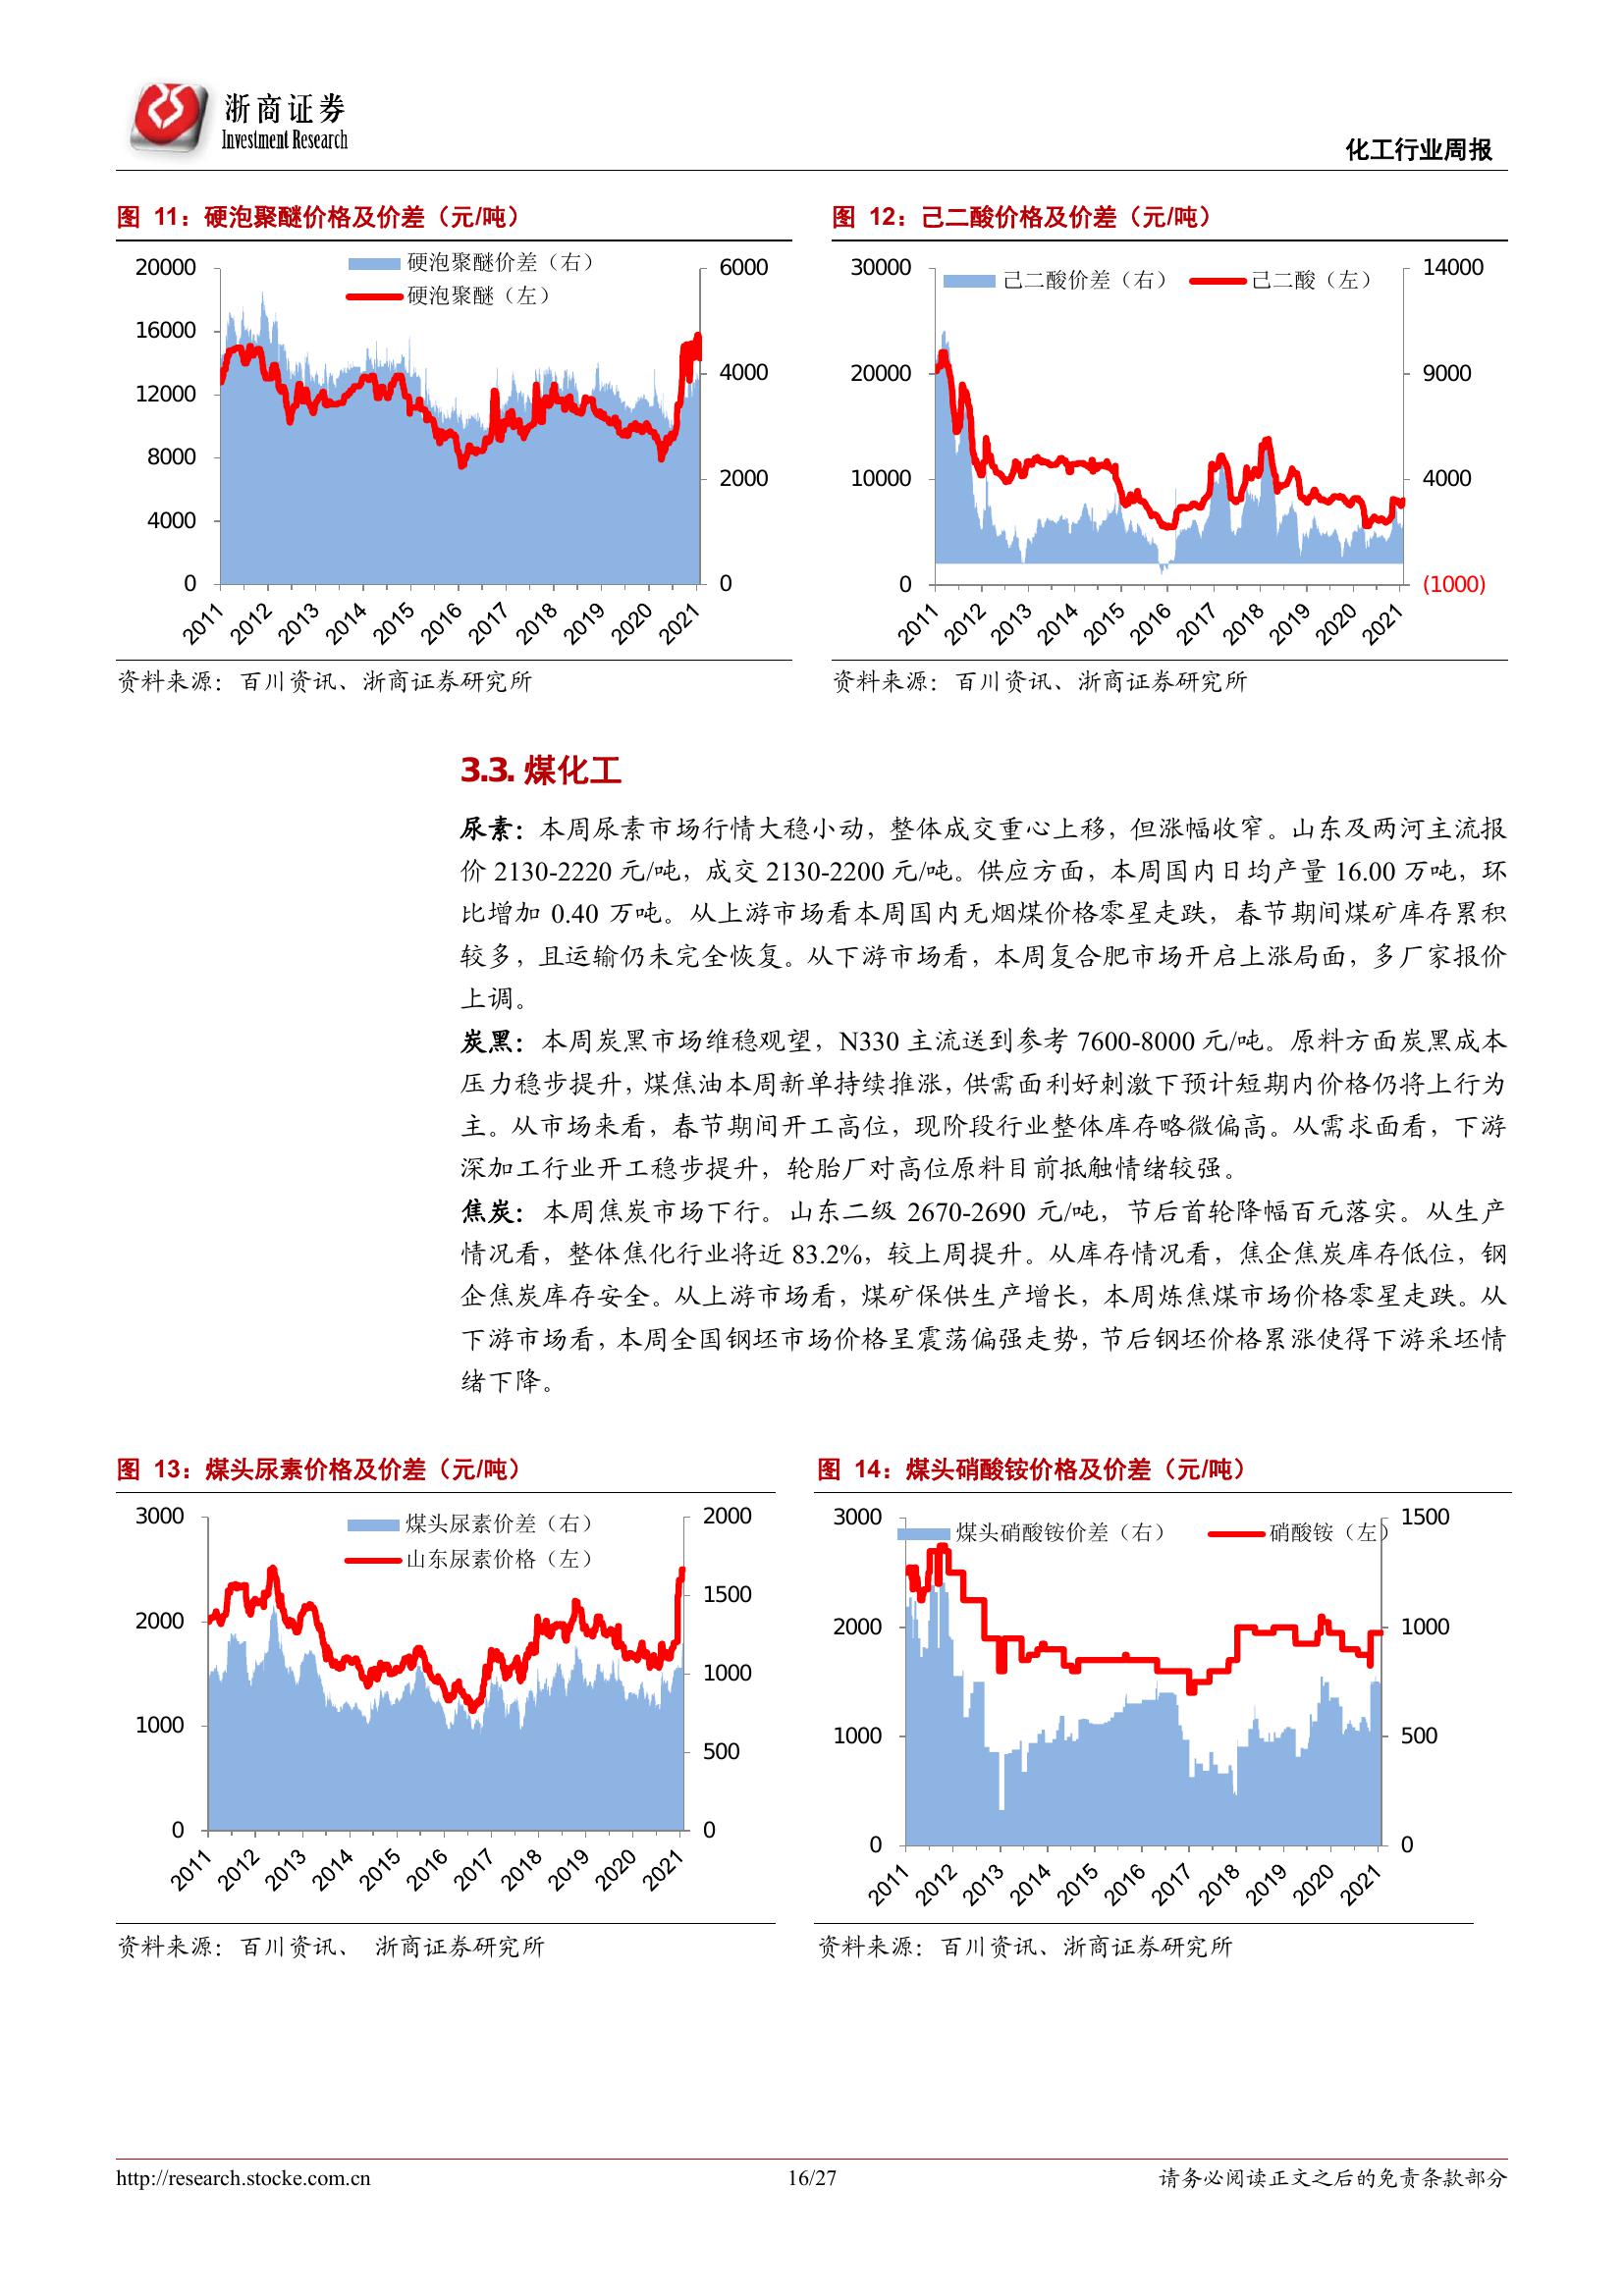 浙商证券
Investment Research
化工行业周报
图 11：硬泡聚醚价格及价差（元/吨）
硬泡聚醚价差（右）
硬泡聚醚（左）
20000
16000
12000
8000
4000
0
6000
4000
2000
0
2011 2012 2013 2014 2015 2016 2017 2018 2019 2020 2021
资料来源：百川资讯、浙商证券研究所
图 12：己二酸价格及价差（元/吨）
己二酸价差（右） 己二酸（左）
30000
20000
10000
0
14000
9000
4000
(1000)
2011 2012 2013 2014 2015 2016 2017 2018 2019 2020 2021
资料来源：百川资讯、浙商证券研究所
3.3. 煤化工
尿素：本周尿素市场行情大稳小动，整体成交重心上移，但涨幅收窄。山东及两河主流报
价 2130-2220 元/吨，成交 2130-2200 元/吨。供应方面，本周国内日均产量 16.00 万吨，环
比增加 0.40 万吨。从上游市场看本周国内无烟煤价格零星走跌，春节期间煤矿库存累积
较多，且运输仍未完全恢复。从下游市场看，本周复合肥市场开启上涨局面，多厂家报价
上调。
炭黑：本周炭黑市场维稳观望，N330 主流送到参考 7600-8000 元/吨。原料方面炭黑成本
压力稳步提升，煤焦油本周新单持续推涨，供需面利好刺激下预计短期内价格仍将上行为
主。从市场来看，春节期间开工高位，现阶段行业整体库存略微偏高。从需求面看，下游
深加工行业开工稳步提升，轮胎厂对高位原料目前抵触情绪较强。
焦炭：本周焦炭市场下行。山东二级 2670-2690 元/吨，节后首轮降幅百元落实。从生产
情况看，整体焦化行业将近 83.2%，较上周提升。从库存情况看，焦企焦炭库存低位，钢
企焦炭库存安全。从上游市场看，煤矿保供生产增长，本周炼焦煤市场价格零星走跌。从
下游市场看，本周全国钢坯市场价格呈震荡偏强走势，节后钢坯价格累涨使得下游采坯情
绪下降。
图 13：煤头尿素价格及价差（元/吨）
煤头尿素价差（右）
山东尿素价格（左）
3000
2000
1000
0
2000
1500
1000
500
0
2011 2012 2013 2014 2015 2016 2017 2018 2019 2020 2021
资料来源：百川资讯、 浙商证券研究所
图 14：煤头硝酸铵价格及价差（元/吨）
煤头硝酸铵价差（右） 硝酸铵（左）
3000
2000
1000
0
1500
1000
500
0
2011 2012 2013 2014 2015 2016 2017 2018 2019 2020 2021
资料来源：百川资讯、浙商证券研究所
http://research.stocke.com.cn
16/27
请务必阅读正文之后的免责条款部分